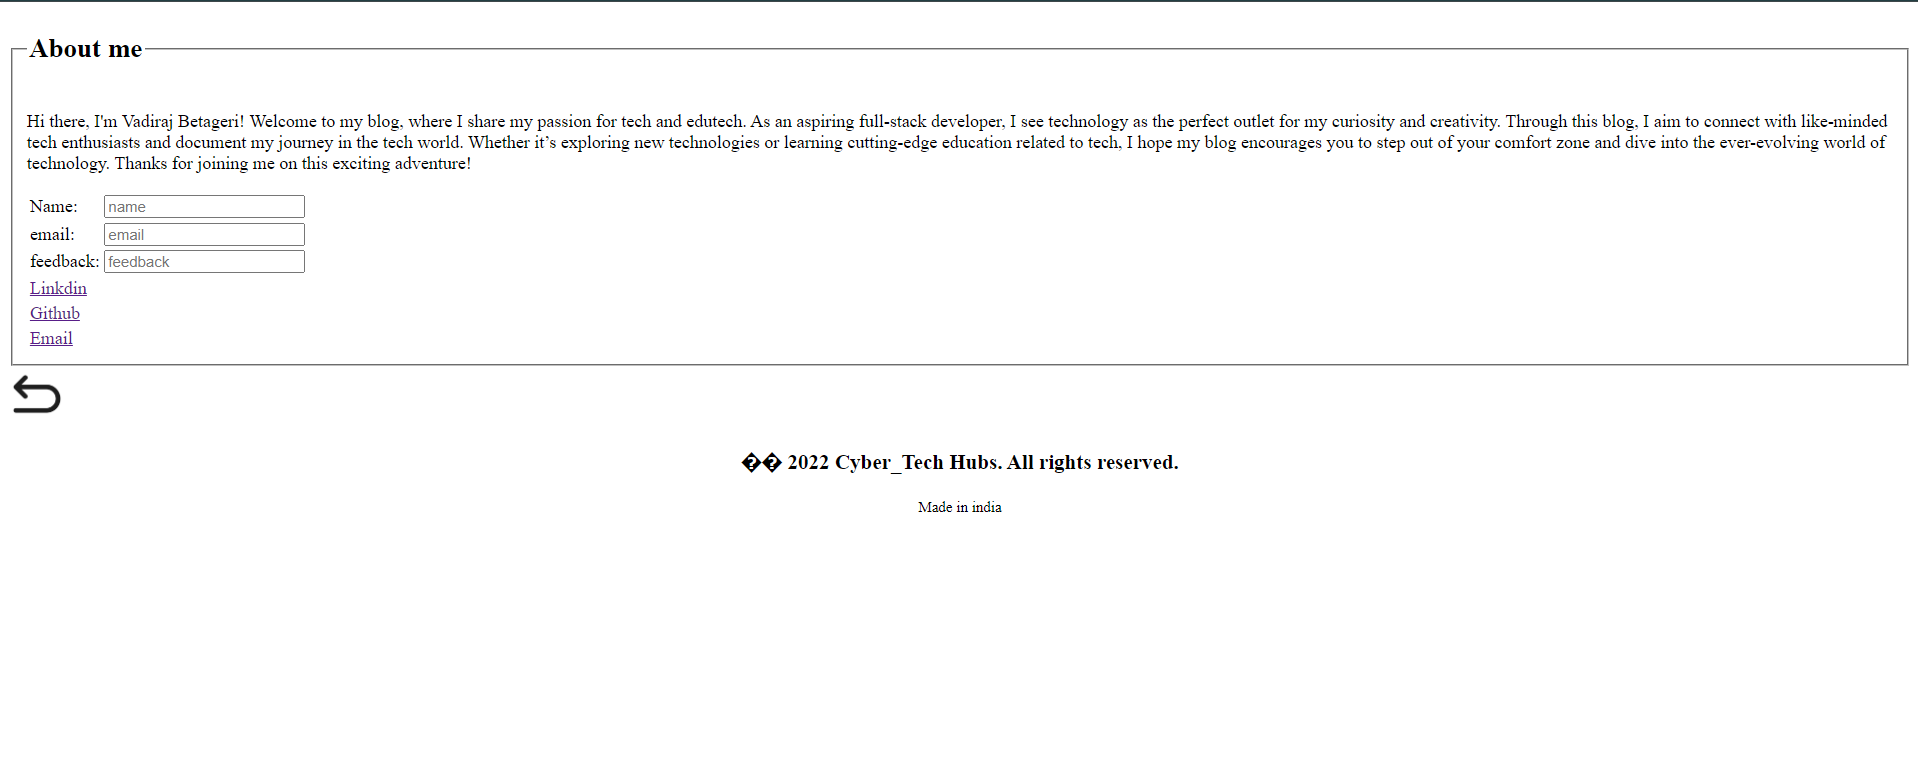 About me
Hi there, I'm Vadiraj Betageri! Welcome to my blog, where I share my passion for tech and edutech. As an aspiring full-stack developer, I see technology as the perfect outlet for my curiosity and creativity. Through this blog, I aim to connect with like-minded
tech enthusiasts and document my journey in the tech world. Whether it’s exploring new technologies or learning cutting-edge education related to tech, I hope my blog encourages you to step out of your comfort zone and dive into the ever-evolving world of
technology. Thanks for joining me on this exciting adventure!
Name: name
email: email
feedback: feedback
Linkdin
Github
Email
�� 2022 Cyber_Tech Hubs. All rights reserved.
Made in india